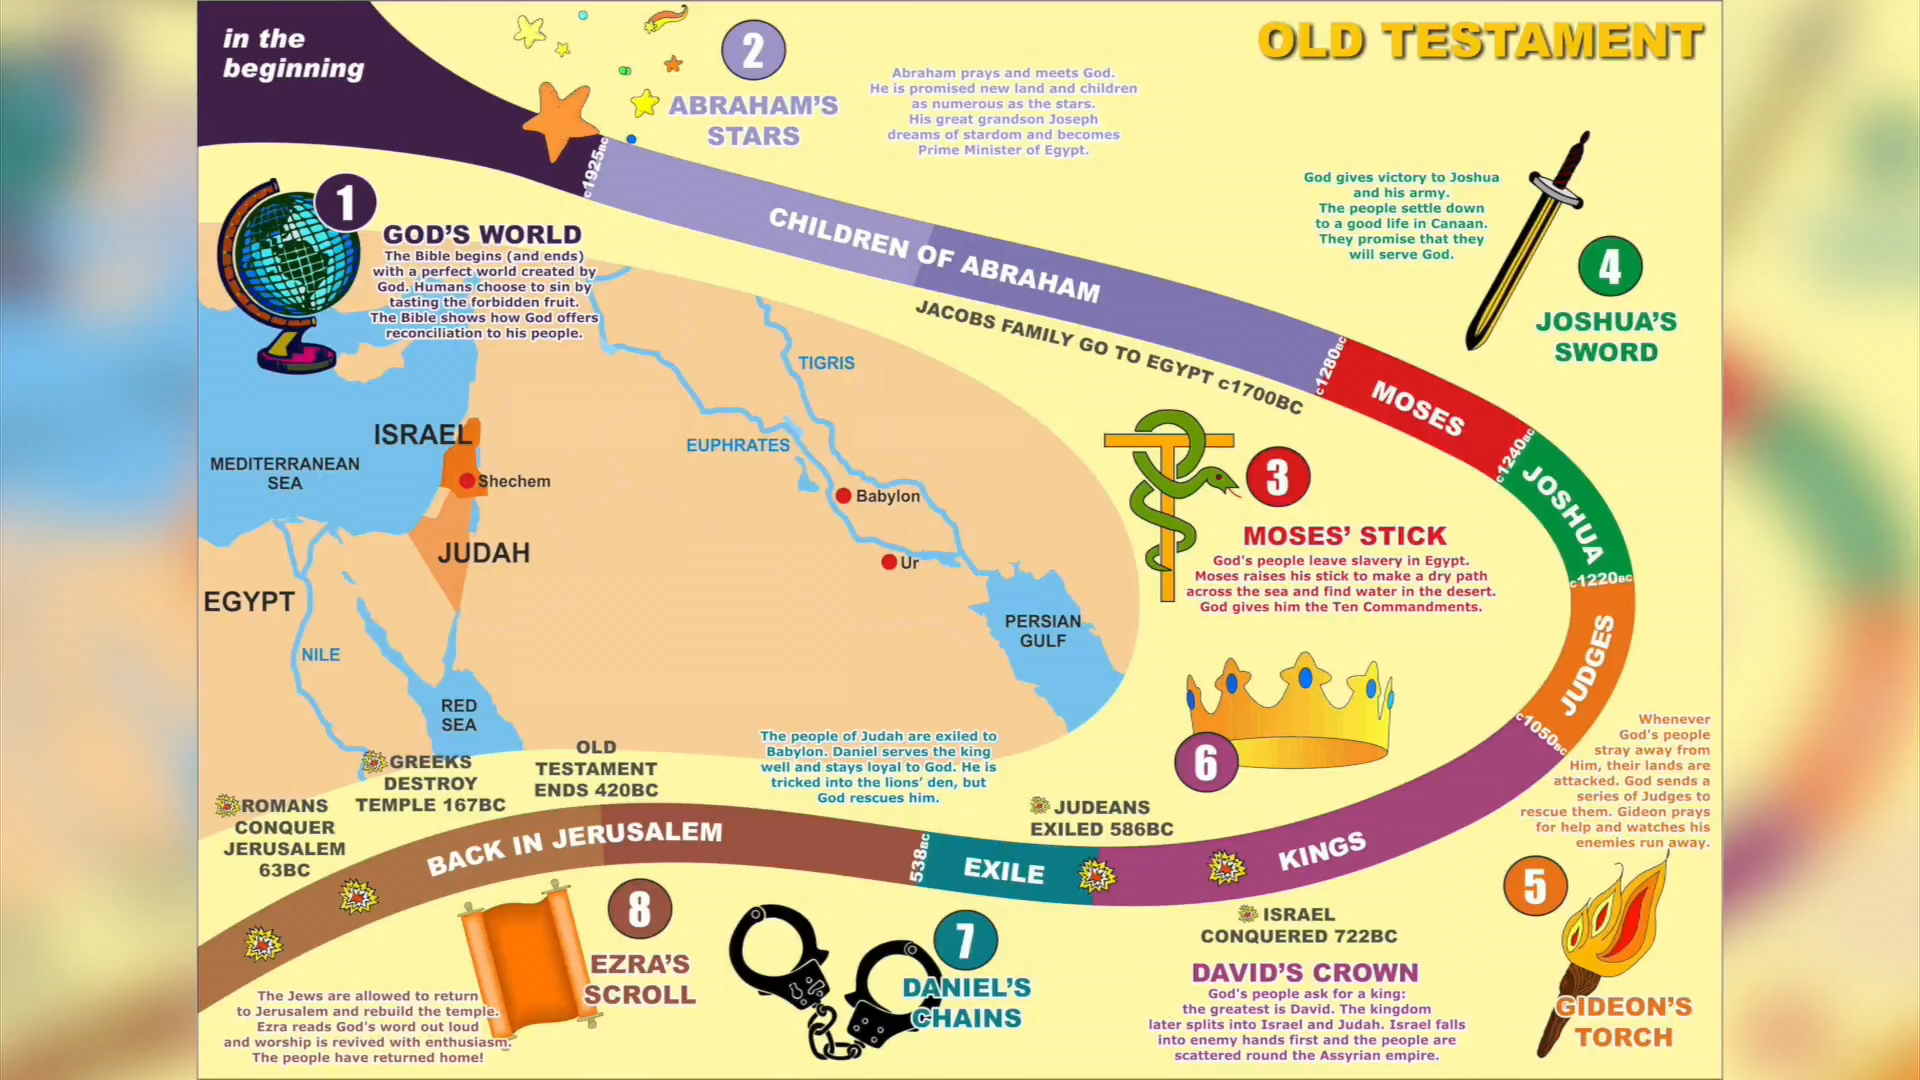 in the
beginning
OLD TESTAMENT
1
GOD'S WORLD
The Bible begins (and ends)
with a perfect world created by
God. Humans choose to sin by
tasting the forbidden fruit.
The Bible shows how God offers
reconciliation to his people.
2
ABRAHAM'S
STARS
Abraham prays and meets God.
He is promised new land and children
as numerous as the stars.
His great grandson Joseph
dreams of stardom and becomes
Prime Minister of Egypt.
c1925BC
CHILDREN OF ABRAHAM
JACOBS FAMILY GO TO EGYPT c1700BC
c1280BC
MOSES
c1240BC
JOSHUA
c1220BC
JUDGES
c1050BC
KINGS
EXILE
538BC
BACK IN JERUSALEM
God gives victory to Joshua
and his army.
The people settle down
to a good life in Canaan.
They promise that they
will serve God.
4
JOSHUA'S
SWORD
3
MOSES' STICK
God's people leave slavery in Egypt.
Moses raises his stick to make a dry path
across the sea and find water in the desert.
God gives him the Ten Commandments.
TIGRIS
EUPHRATES
ISRAEL
MEDITERRANEAN
SEA
Shechem
Babylon
JUDAH
Ur
EGYPT
PERSIAN
GULF
NILE
RED
SEA
6
Whenever
God's people
stray away from
Him, their lands are
attacked. God sends a
series of Judges to
rescue them. Gideon prays
for help and watches his
enemies run away.
5
GIDEON'S
TORCH
The people of Judah are exiled to
Babylon. Daniel serves the king
well and stays loyal to God. He is
tricked into the lions' den, but
God rescues him.
GREEKS
DESTROY
TEMPLE 167BC
OLD
TESTAMENT
ENDS 420BC
ROMANS
CONQUER
JERUSALEM
63BC
JUDEANS
EXILED 586BC
ISRAEL
CONQUERED 722BC
DAVID'S CROWN
God's people ask for a king:
the greatest is David. The kingdom
later splits into Israel and Judah. Israel falls
into enemy hands first and the people are
scattered round the Assyrian empire.
7
DANIEL'S
CHAINS
8
EZRA'S
SCROLL
The Jews are allowed to return
to Jerusalem and rebuild the temple.
Ezra reads God's word out loud
and worship is revived with enthusiasm.
The people have returned home!